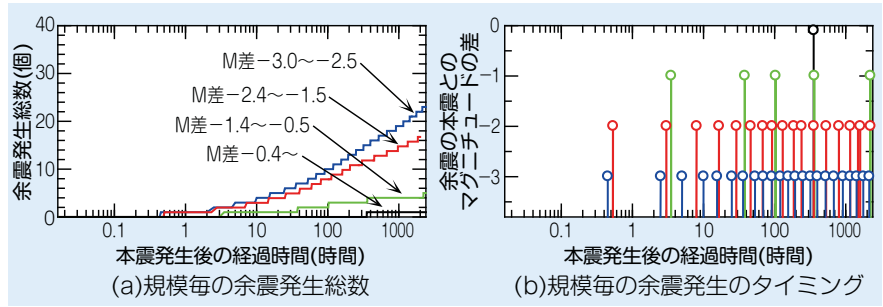 余震発生総数(個)
40
30
20
10
0
M差−3.0〜−2.5
M差−2.4〜−1.5
M差−1.4〜−0.5
M差−0.4〜
0.1
1
10
100
1000
本震発生後の経過時間(時間)
(a)規模毎の余震発生総数
余震の本震との
マグニチュードの差
0
−1
−2
−3
0.1
1
10
100
1000
本震発生後の経過時間(時間)
(b)規模毎の余震発生のタイミング